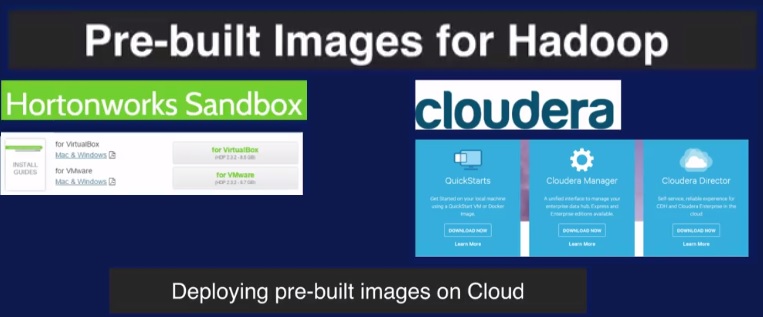 Pre-built Images for Hadoop
Hortonworks Sandbox
INSTALL
GUIDES
for VirtualBox
Mac & Windows
for VMware
Mac & Windows
for VirtualBox
for VMware
cloudera
QuickStarts
Get Started on your local machine
using a QuickStart VM or Docker
image.
DOWNLOAD NOW
Learn More
Cloudera Manager
A unified interface to manage your
enterprise data hub. Express and
Enterprise editions available.
DOWNLOAD NOW
Learn More
Cloudera Director
Self-service, reliable experience for
CDH and Cloudera Enterprise in the
cloud
DOWNLOAD NOW
Learn More
Deploying pre-built images on Cloud